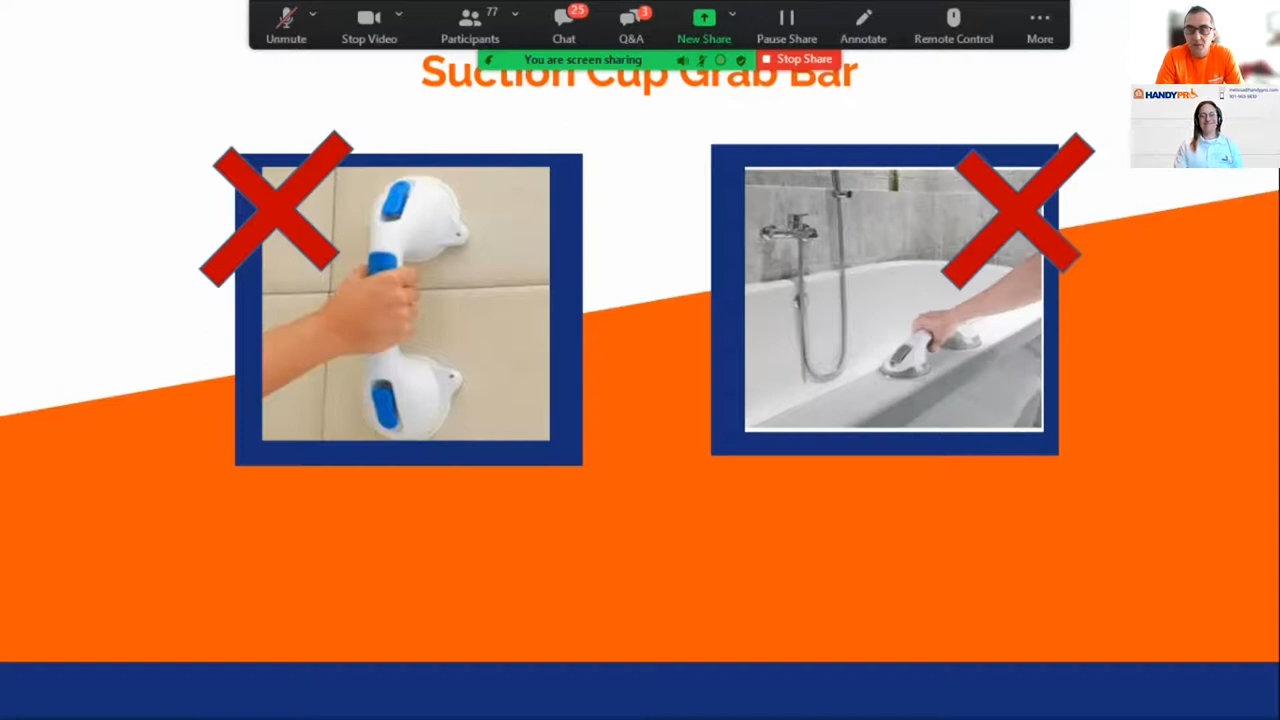 77
25
3
Unmute
Stop Video
Participants
Chat
Q&A
New Share
Pause Share
Annotate
Remote Control
More
You are screen sharing
Stop Share
Suction Cup Grab Bar
HANDYPRO